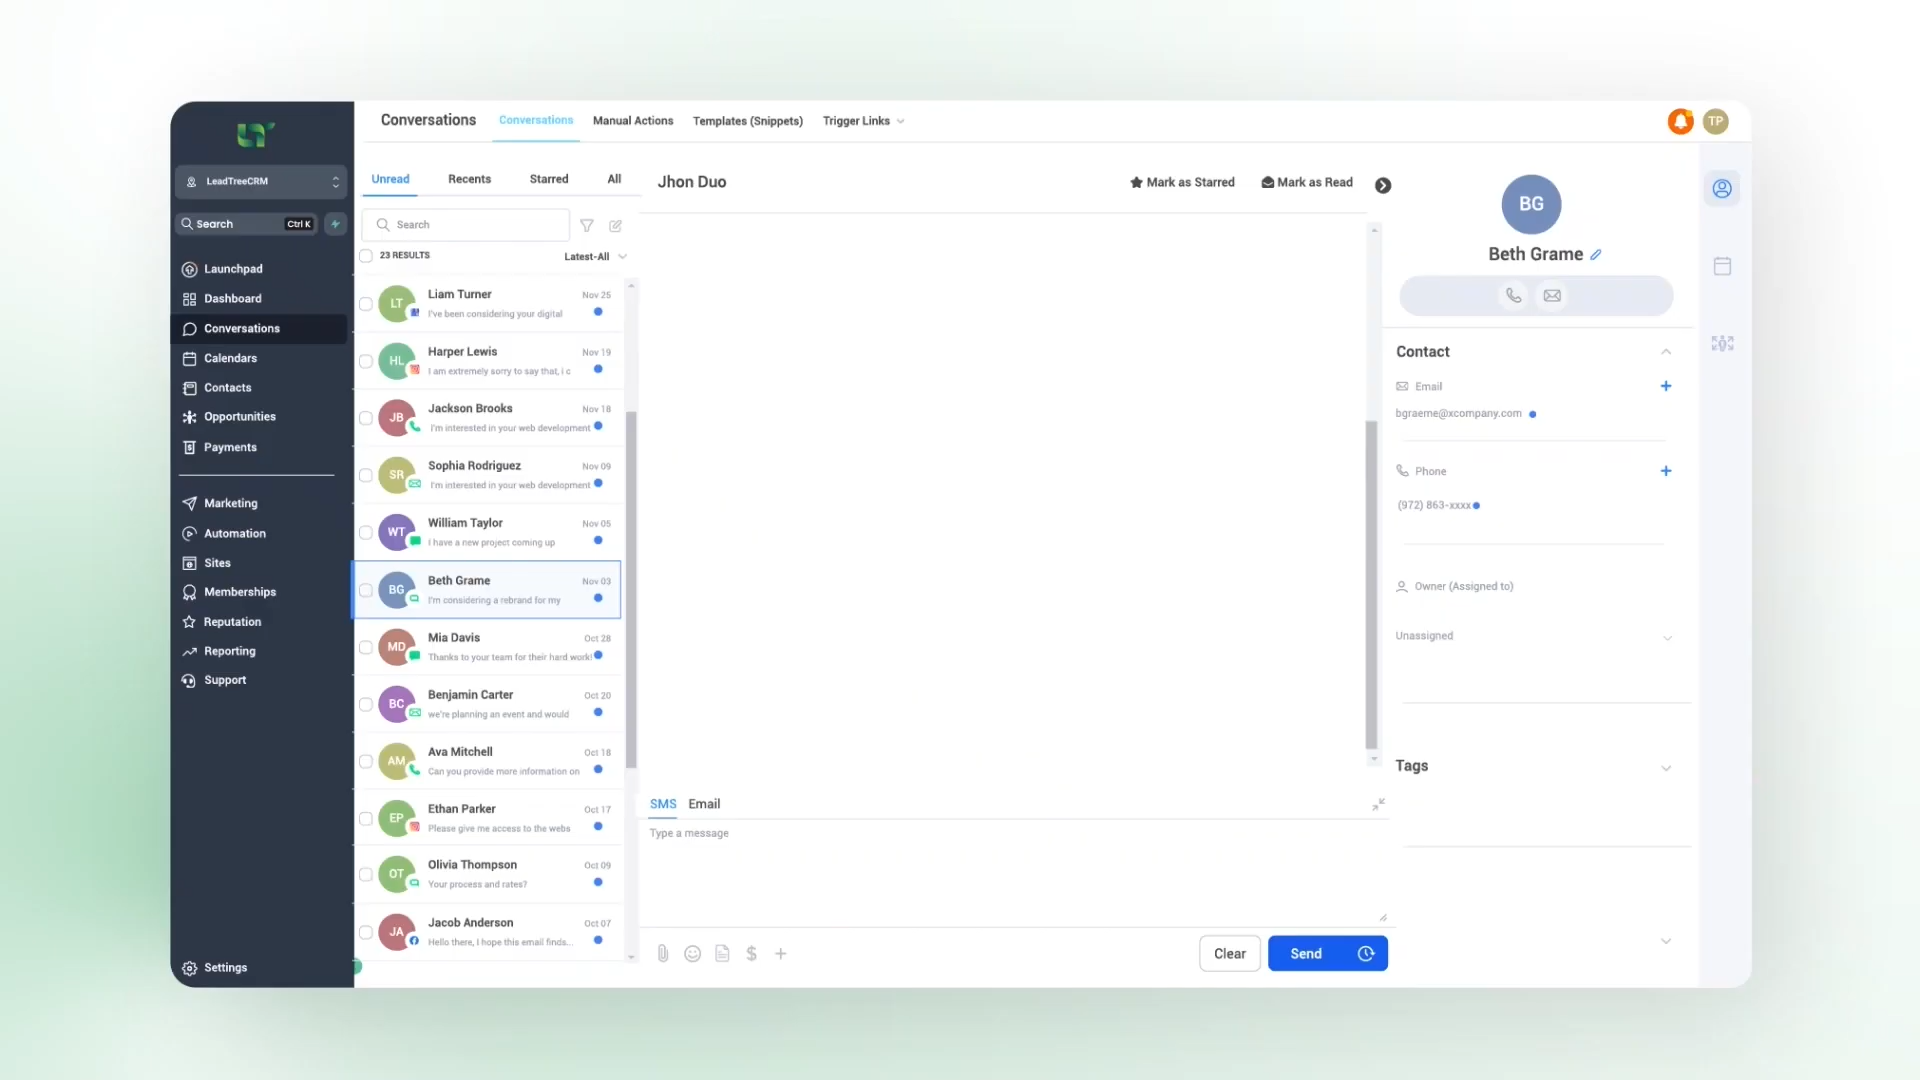 Conversations Conversations Manual Actions Templates (Snippets) Trigger Links TP
LeadTreeCRM
Search Ctrl K
Launchpad
Dashboard
Conversations
Calendars
Contacts
Opportunities
Payments
Marketing
Automation
Sites
Memberships
Reputation
Reporting
Support
Settings
Unread Recents Starred All
Search
23 RESULTS Latest-All
LT Liam Turner Nov 25
I've been considering your digital
HL Harper Lewis Nov 19
I am extremely sorry to say that, i c
JB Jackson Brooks Nov 18
I'm interested in your web development
SR Sophia Rodriguez Nov 09
I'm interested in your web development
WT William Taylor Nov 05
I have a new project coming up
BG Beth Grame Nov 03
I'm considering a rebrand for my
MD Mia Davis Oct 28
Thanks to your team for their hard work!
BC Benjamin Carter Oct 20
we're planning an event and would
AM Ava Mitchell Oct 18
Can you provide more information on
EP Ethan Parker Oct 17
Please give me access to the webs
OT Olivia Thompson Oct 09
Your process and rates?
JA Jacob Anderson Oct 07
Hello there, I hope this email finds...
Jhon Duo Mark as Starred Mark as Read
SMS Email
Type a message
Clear Send
BG
Beth Grame
Contact
Email
bgraeme@xcompany.com
Phone
(972) 863-xxxx
Owner (Assigned to)
Unassigned
Tags